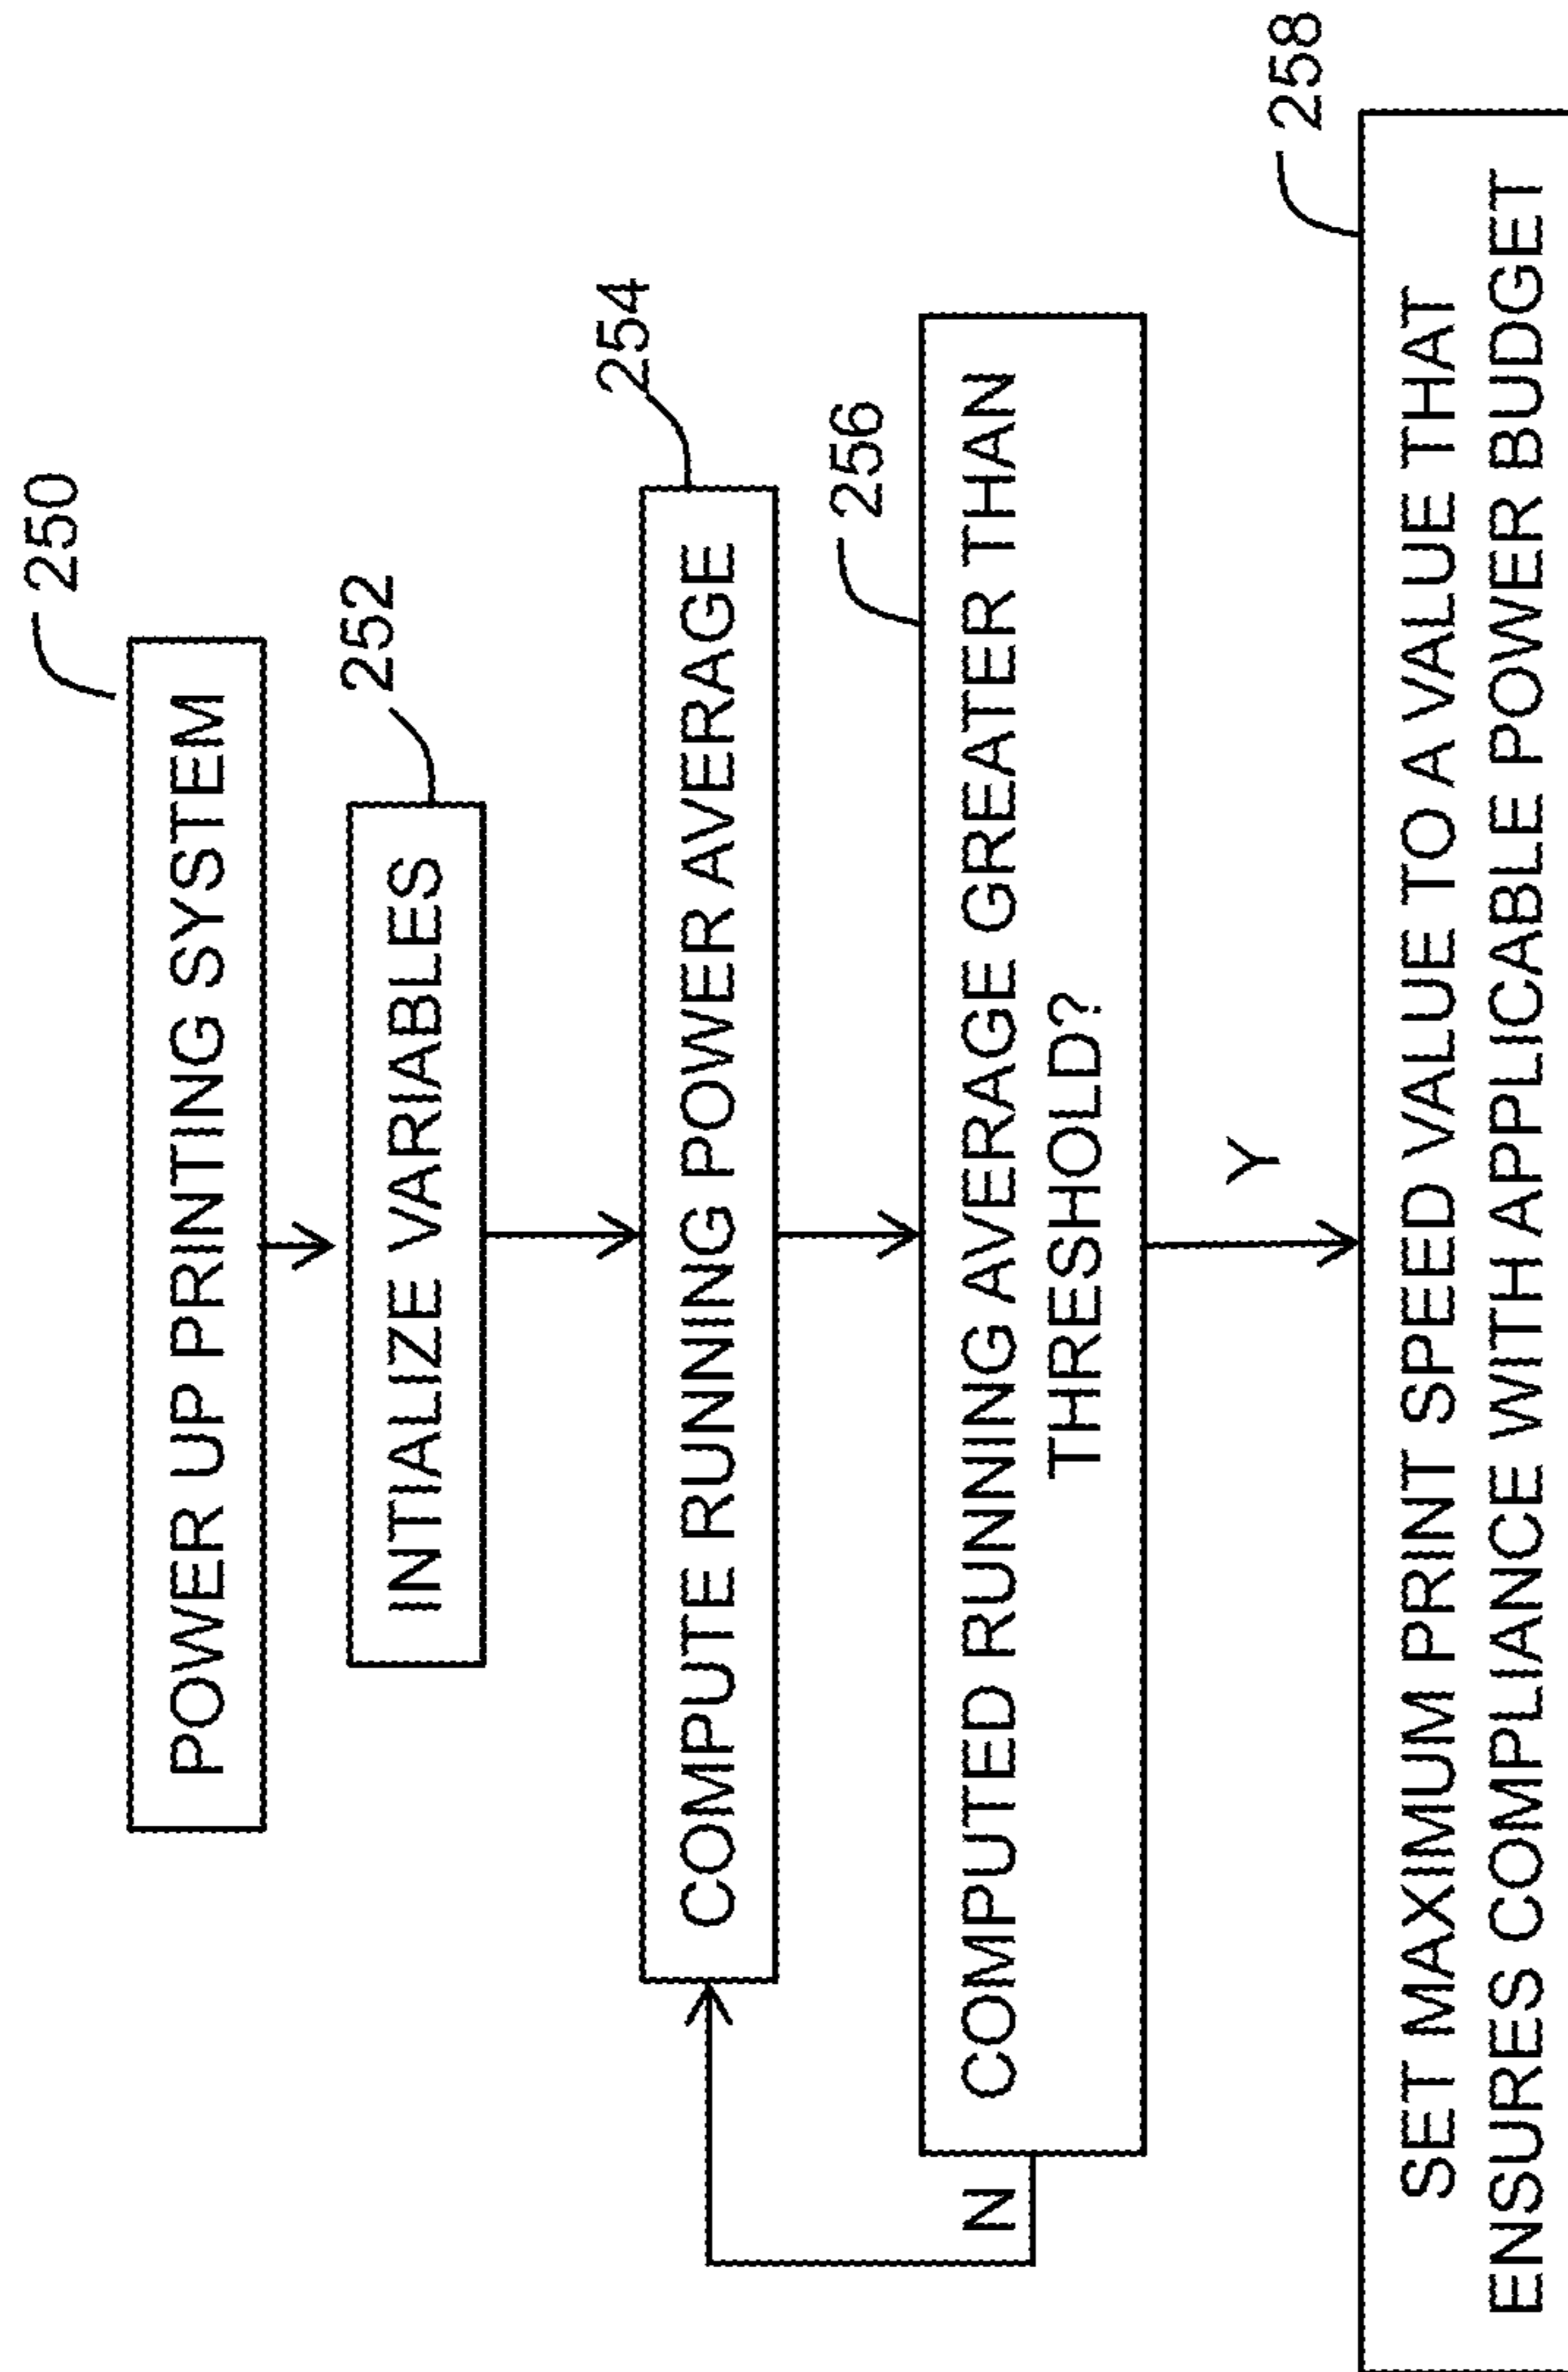 250
POWER UP PRINTING SYSTEM
252
INTIALIZE VARIABLES
254
COMPUTE RUNNING POWER AVERAGE
256
COMPUTED RUNNING AVERAGE GREATER THAN
THRESHOLD?
N
Y
258
SET MAXIMUM PRINT SPEED VALUE TO A VALUE THAT
ENSURES COMPLIANCE WITH APPLICABLE POWER BUDGET